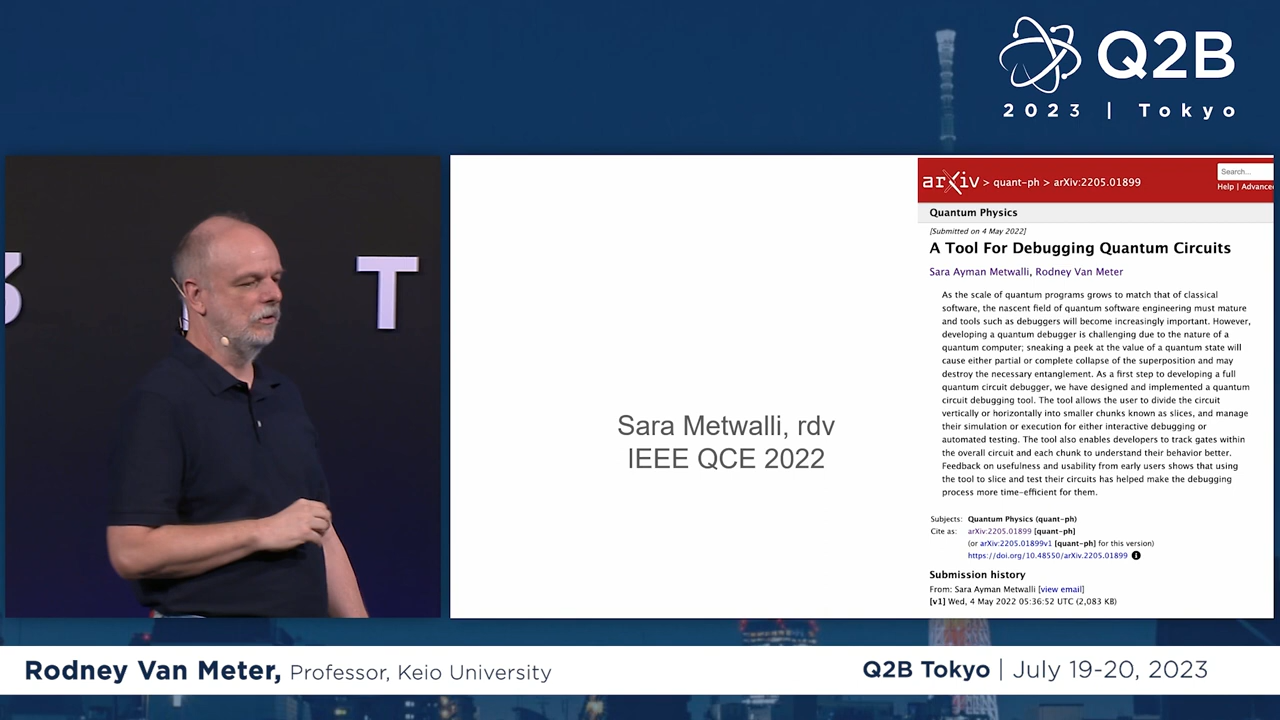 Q2B
2023 | Tokyo
3 T
Sara Metwalli, rdv
IEEE QCE 2022
arXiv > quant-ph > arXiv:2205.01899
Search...
Help | Advanced
Quantum Physics
[Submitted on 4 May 2022]
A Tool For Debugging Quantum Circuits
Sara Ayman Metwalli, Rodney Van Meter
As the scale of quantum programs grows to match that of classical
software, the nascent field of quantum software engineering must mature
and tools such as debuggers will become increasingly important. However,
developing a quantum debugger is challenging due to the nature of a
quantum computer; sneaking a peek at the value of a quantum state will
cause either partial or complete collapse of the superposition and may
destroy the necessary entanglement. As a first step to developing a full
quantum circuit debugger, we have designed and implemented a quantum
circuit debugging tool. The tool allows the user to divide the circuit
vertically or horizontally into smaller chunks known as slices, and manage
their simulation or execution for either interactive debugging or
automated testing. The tool also enables developers to track gates within
the overall circuit and each chunk to understand their behavior better.
Feedback on usefulness and usability from early users shows that using
the tool to slice and test their circuits has helped make the debugging
process more time-efficient for them.
Subjects: Quantum Physics (quant-ph)
Cite as: arXiv:2205.01899 [quant-ph]
(or arXiv:2205.01899v1 [quant-ph] for this version)
https://doi.org/10.48550/arXiv.2205.01899
Submission history
From: Sara Ayman Metwalli [view email]
[v1] Wed, 4 May 2022 05:36:52 UTC (2,083 KB)
Rodney Van Meter, Professor, Keio University
Q2B Tokyo | July 19-20, 2023